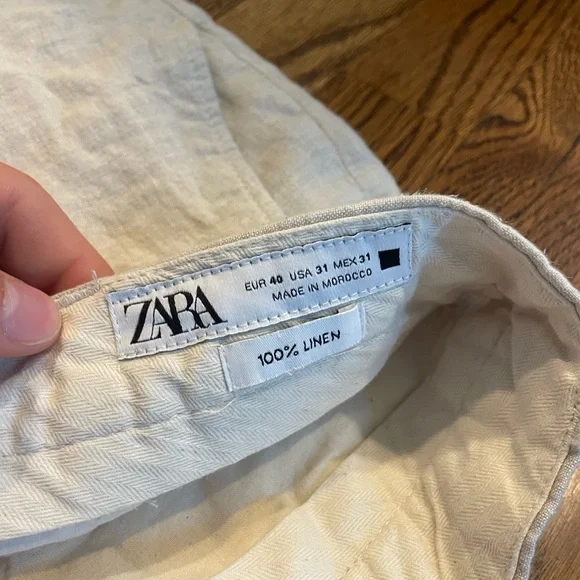 ZARA
EUR 40 USA 31 MEX 31
MADE IN MOROCCO
100% LINEN